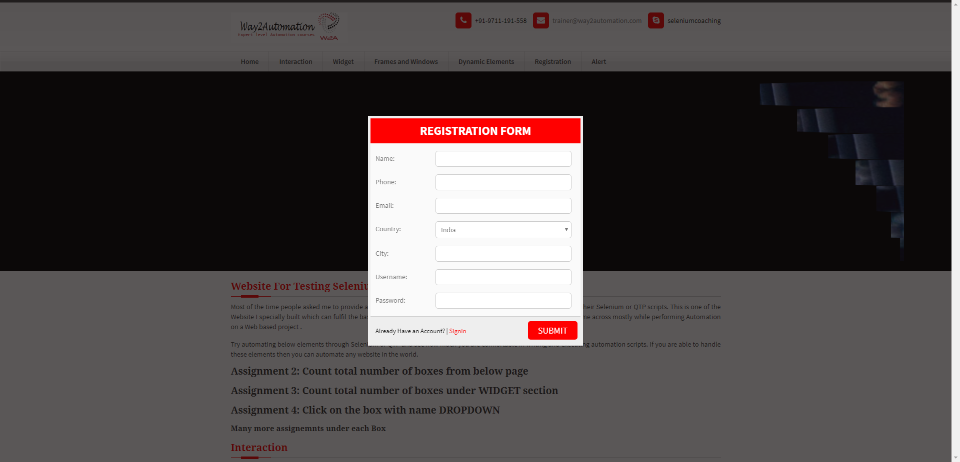 Way2Automation
+91-9711-191-558
trainer@way2automation.com
seleniumcoaching
Home
Interaction
Widget
Frames and Windows
Dynamic Elements
Registration
Alert
REGISTRATION FORM
Name:
Phone:
Email:
Country:
India
City:
Username:
Password:
Already Have an Account? | Signin
SUBMIT
Website For Testing Seleniu
Most of the time people asked me to provide
Selenium or QTP scripts. This is one of the
Website I specially built which can fulfil the
across mostly while performing Automation
on a Web based project .
Try automating below elements through
automation scripts. If you are able to handle
these elements then you can automate any website in the world.
Assignment 2: Count total number of boxes from below page
Assignment 3: Count total number of boxes under WIDGET section
Assignment 4: Click on the box with name DROPDOWN
Many more assignemnts under each Box
Interaction